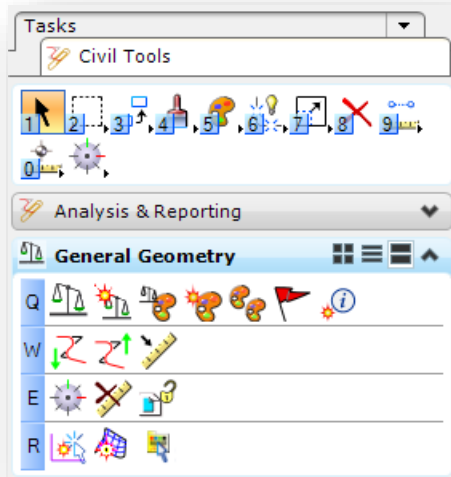 Tasks
Civil Tools
1 2 3 4 5 6 7 8 9
0
Analysis & Reporting
General Geometry
Q
W
E
R